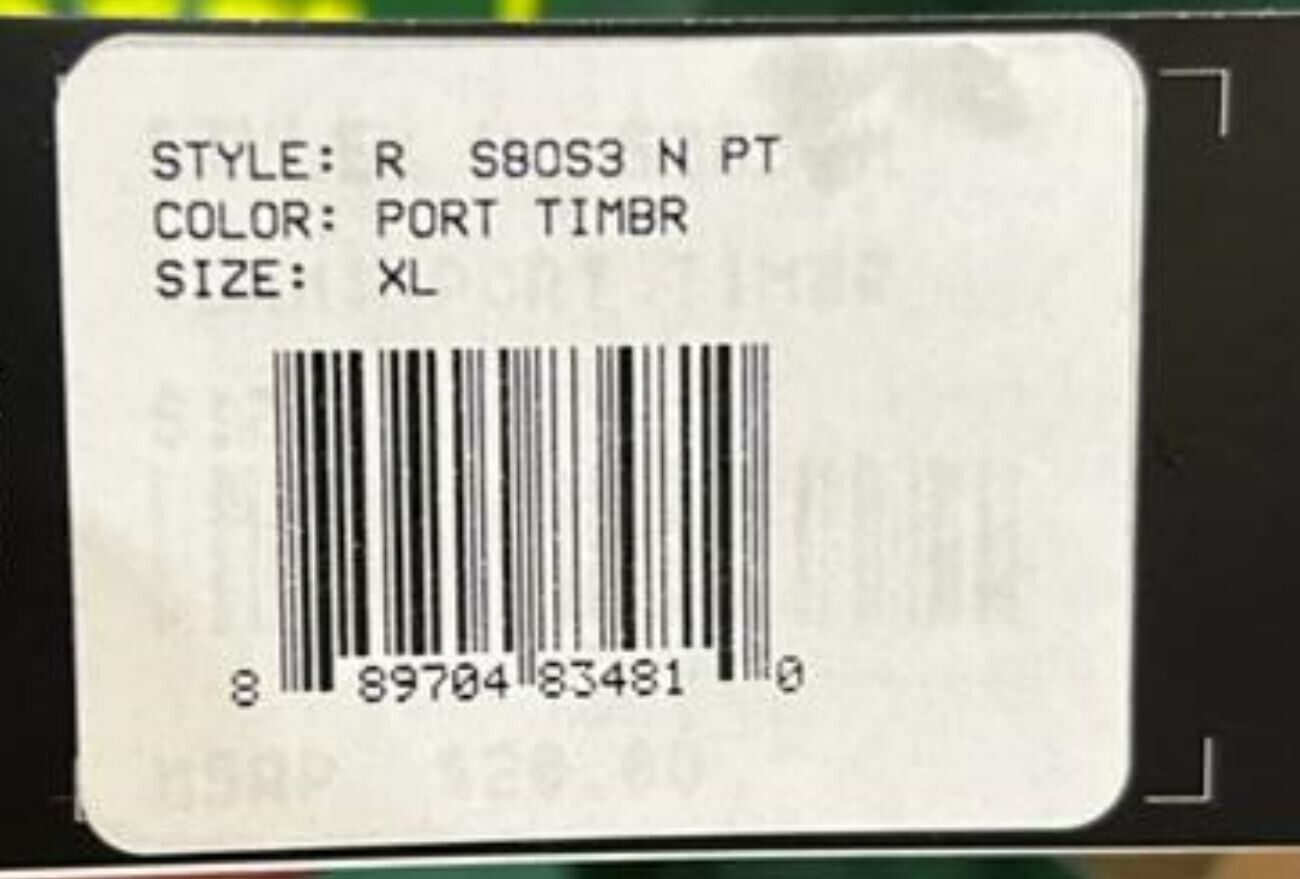 STYLE: R S80S3 N PT
COLOR: PORT TIMBR
SIZE: XL
8 89704 83481 0